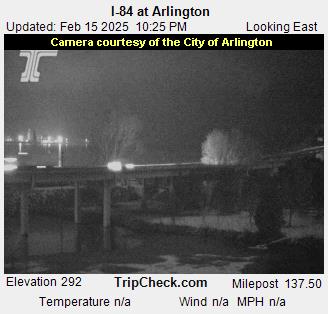 I-84 at Arlington
Updated: Feb 15 2025 10:25 PM Looking East
Camera courtesy of the City of Arlington
Elevation 292 TripCheck.com Milepost 137.50
Temperature n/a Wind n/a MPH n/a